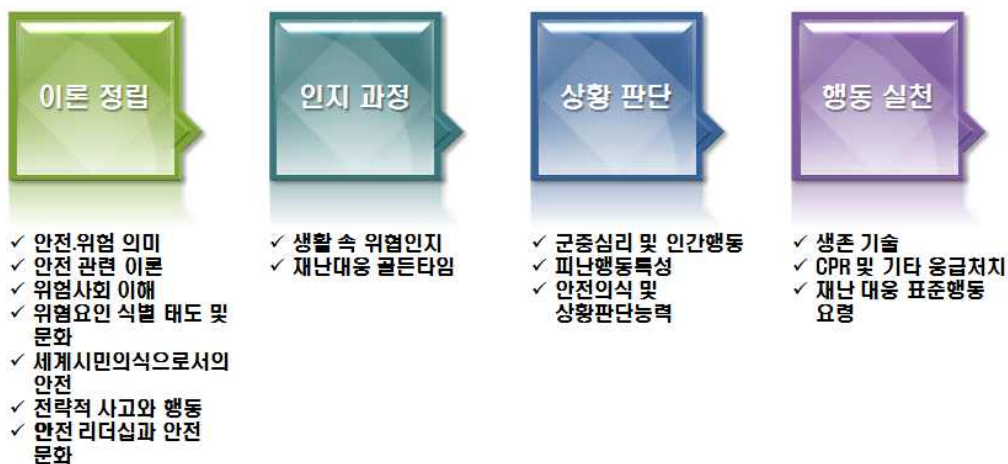 이론 정립
✓ 안전.위험 의미
✓ 안전 관련 이론
✓ 위험사회 이해
✓ 위험요인 식별 태도 및
문화
✓ 세계시민의식으로서의
안전
✓ 전략적 사고와 행동
✓ 안전 리더십과 안전
문화
인지 과정
✓ 생활 속 위협인지
✓ 재난대응 골든타임
상황 판단
✓ 군중심리 및 인간행동
✓ 피난행동특성
✓ 안전의식 및
상황판단능력
행동 실천
✓ 생존 기술
✓ CPR 및 기타 응급처치
✓ 재난 대응 표준행동
요령